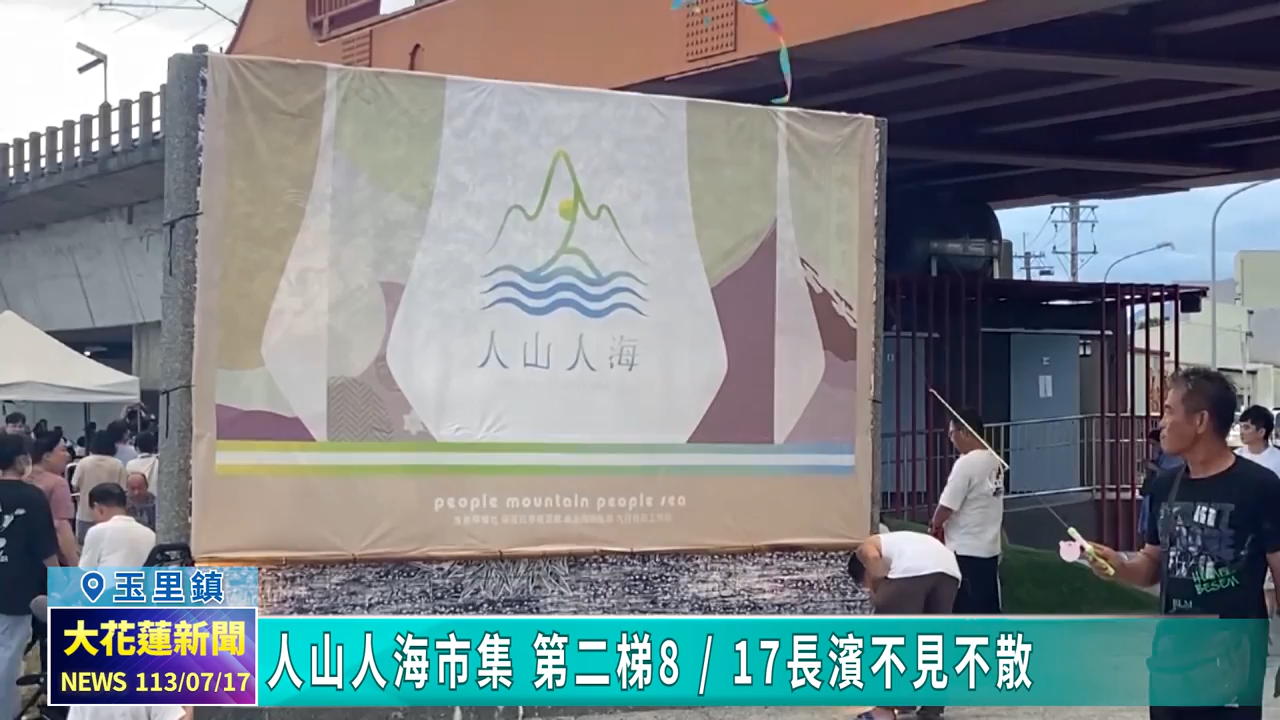 人山人海
people mountain people sea
玉里鎮
大花蓮新聞
NEWS 113/07/17
人山人海市集 第二梯8 / 17長濱不見不散